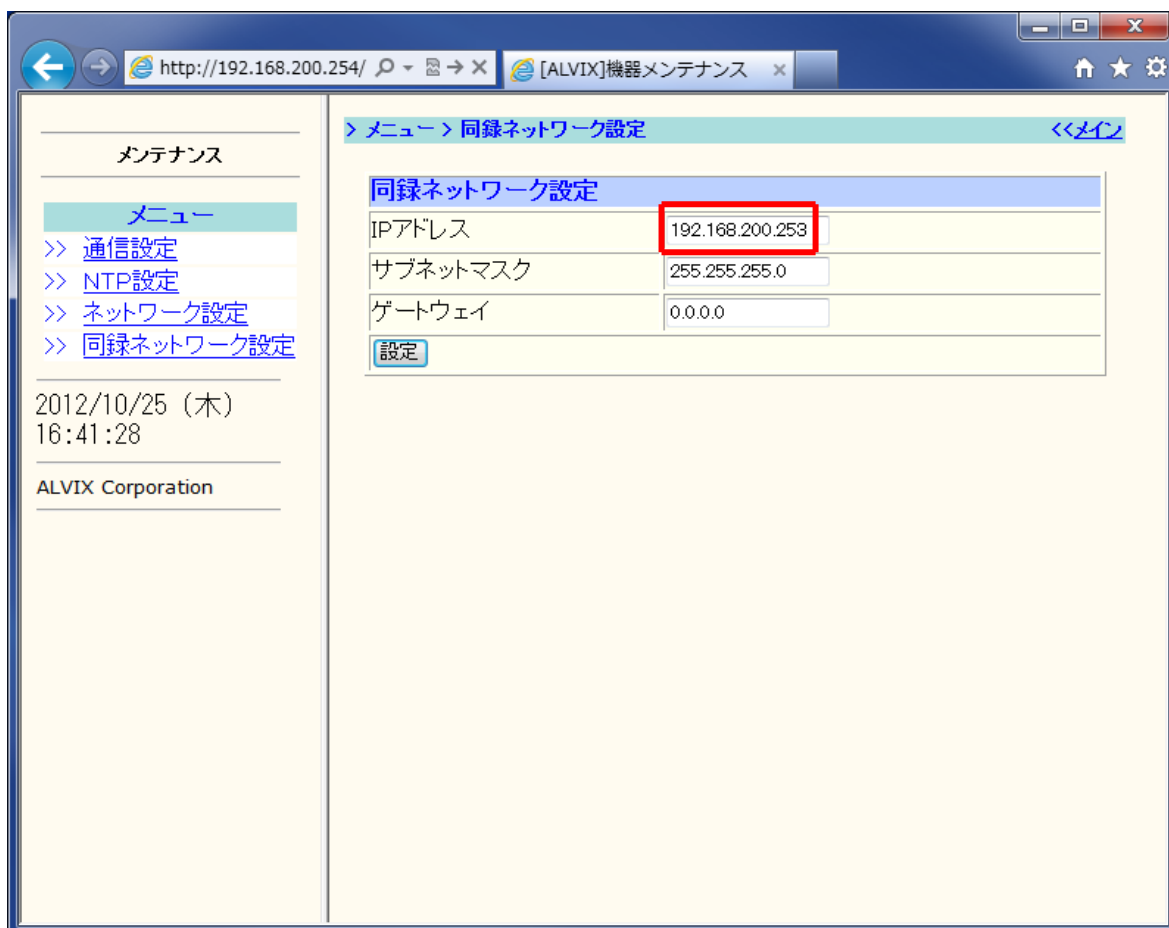 http://192.168.200.254/
[ALVIX]機器メンテナンス
メンテナンス
メニュー
>> 通信設定
>> NTP設定
>> ネットワーク設定
>> 同録ネットワーク設定
2012/10/25 (木)
16:41:28
ALVIX Corporation
> メニュー > 同録ネットワーク設定 <<メイン
同録ネットワーク設定
IPアドレス 192.168.200.253
サブネットマスク 255.255.255.0
ゲートウェイ 0.0.0.0
設定